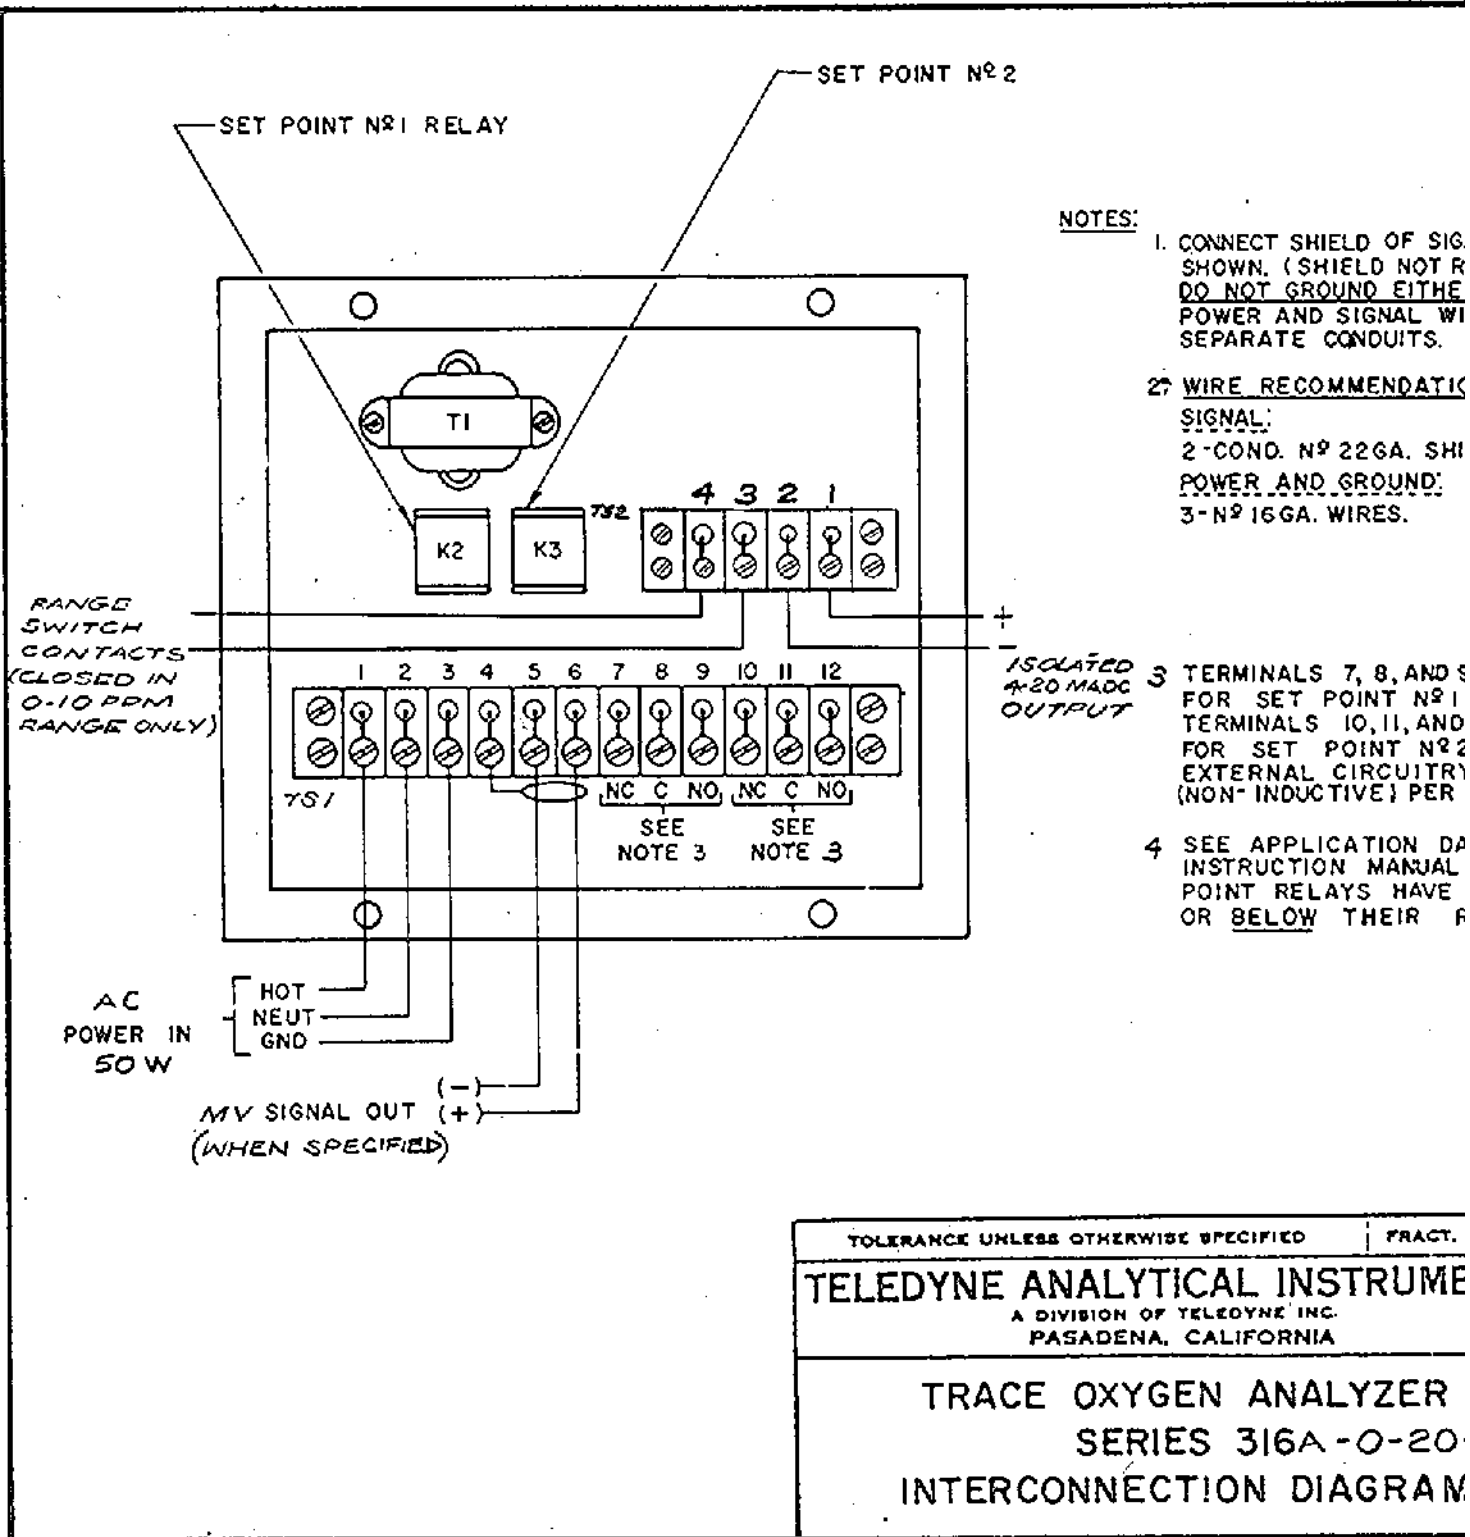 SET POINT Nº 2
SET POINT Nº1 RELAY
NOTES:
1. CONNECT SHIELD OF SIG
SHOWN. (SHIELD NOT R
DO NOT GROUND EITHE
POWER AND SIGNAL WI
SEPARATE CONDUITS.
2. WIRE RECOMMENDATIO
SIGNAL:
2-COND. Nº 22GA. SHI
POWER AND GROUND:
3-Nº 16GA. WIRES.
T1
K2
K3
TS2
4 3 2 1
RANGE
SWITCH
CONTACTS
(CLOSED IN
0-10 PPM
RANGE ONLY)
+
−
ISOLATED
4-20 MADC
OUTPUT
1 2 3 4 5 6 7 8 9 10 11 12
TS1
NC C NO NC C NO
SEE
NOTE 3
SEE
NOTE 3
3 TERMINALS 7, 8, AND 9
FOR SET POINT Nº1
TERMINALS 10, 11, AND
FOR SET POINT Nº2
EXTERNAL CIRCUITRY
(NON-INDUCTIVE) PER
4 SEE APPLICATION DA
INSTRUCTION MANUAL
POINT RELAYS HAVE
OR BELOW THEIR R
AC
POWER IN
50 W
HOT
NEUT
GND
MV SIGNAL OUT
(WHEN SPECIFIED)
(−)
(+)
TOLERANCE UNLESS OTHERWISE SPECIFIED FRACT.
TELEDYNE ANALYTICAL INSTRUME
A DIVISION OF TELEDYNE INC.
PASADENA, CALIFORNIA
TRACE OXYGEN ANALYZER
SERIES 316A-0-20-
INTERCONNECTION DIAGRAM